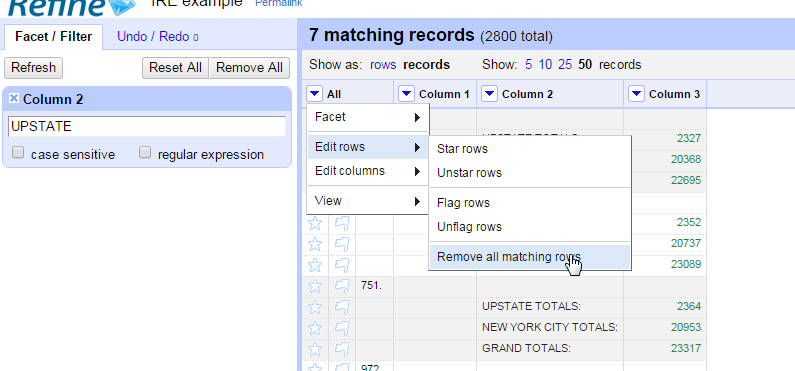 Refine IRE example Permalink
Facet / Filter Undo / Redo 0
Refresh Reset All Remove All
Column 2
UPSTATE
case sensitive regular expression
7 matching records (2800 total)
Show as: rows records Show: 5 10 25 50 records
All Column 1 Column 2 Column 3
Facet
Edit rows
Edit columns
View
Star rows
Unstar rows
Flag rows
Unflag rows
Remove all matching rows
UPSTATE TOTALS: 2327
20368
22695
2352
20737
23089
751.
UPSTATE TOTALS: 2364
NEW YORK CITY TOTALS: 20953
GRAND TOTALS: 23317
972